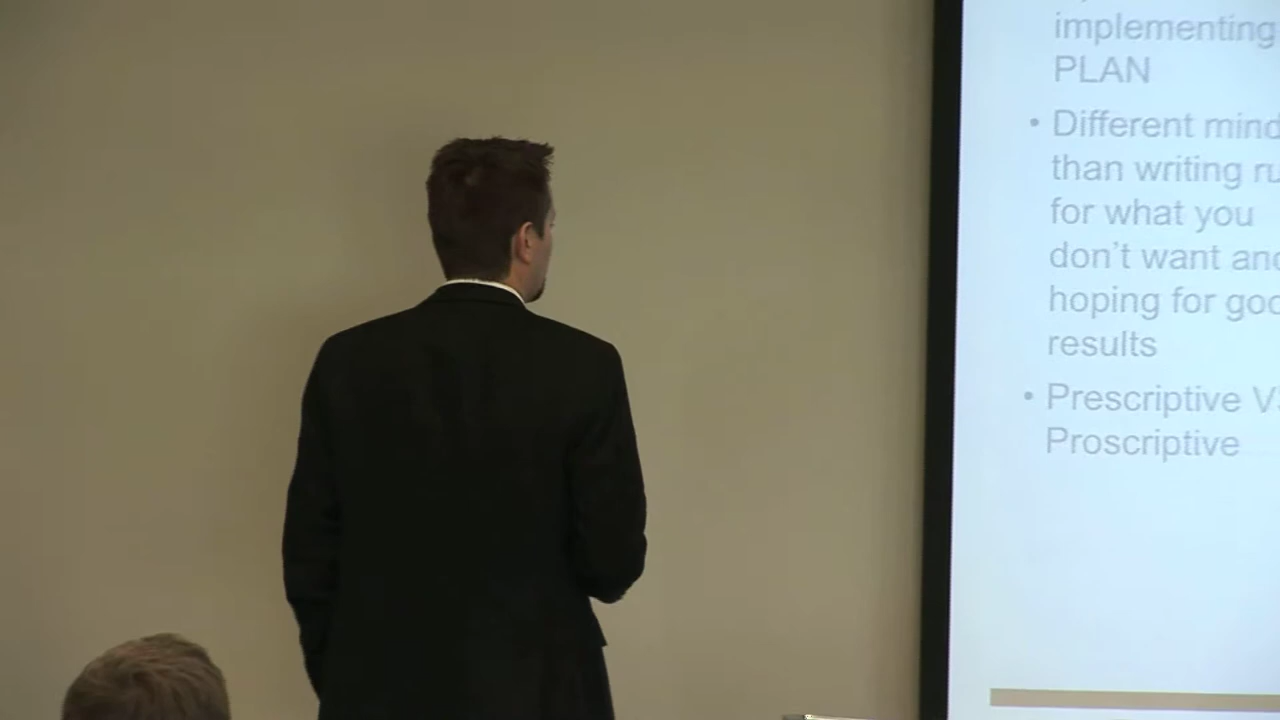 implementing
PLAN
• Different mind
than writing ru
for what you
don't want and
hoping for goo
results
• Prescriptive Vs
Proscriptive